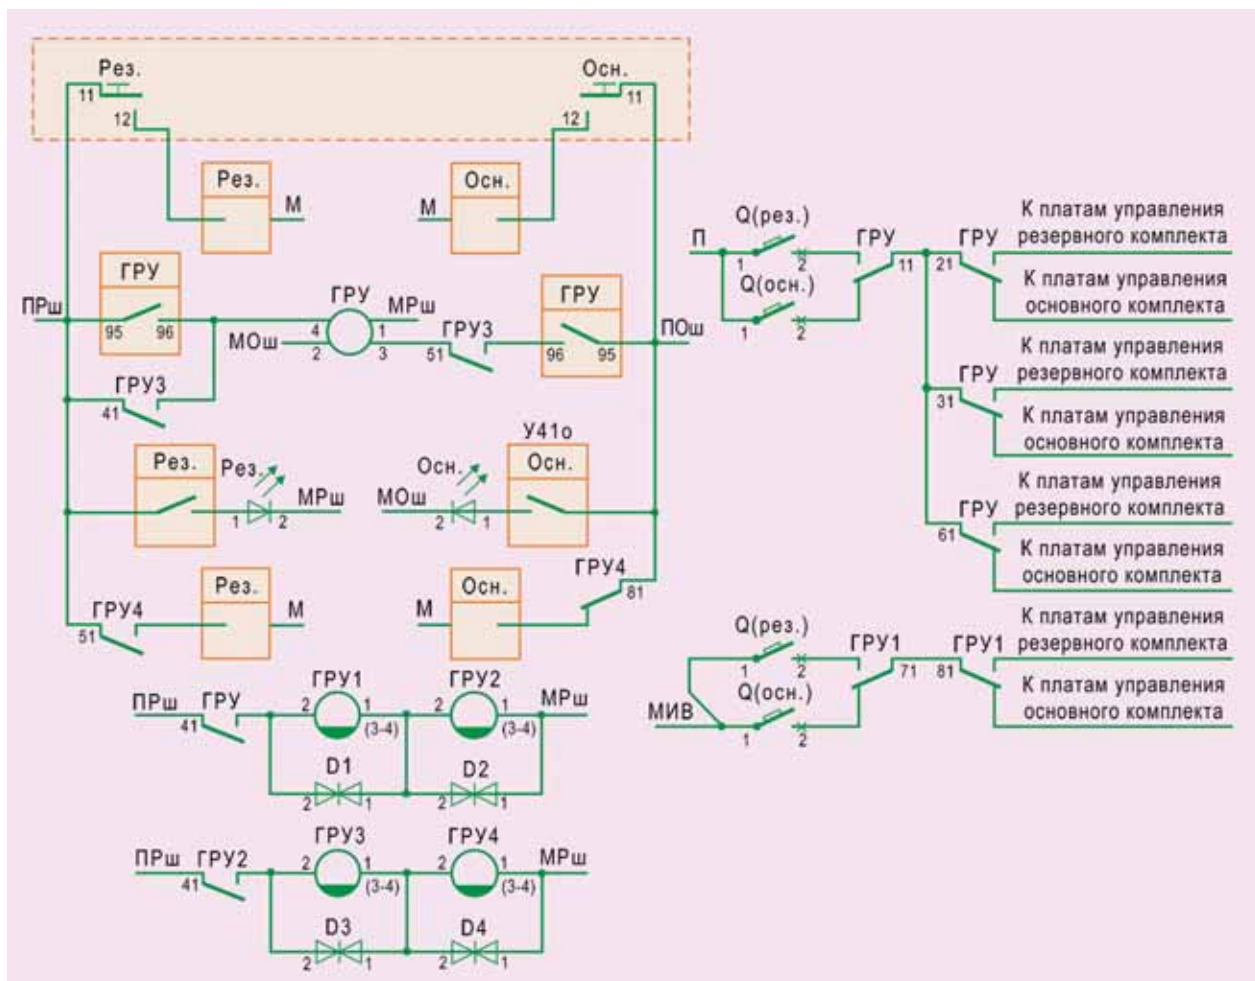 Рез.
Осн.
11
11
12
12
Рез.
Осн.
М
М
ГРУ
ГРУ
ГРУ
ПРш
МРш
95
96
4
1
МОш
2
3
ГРУ3
51
96
95
ПОш
ГРУ3
41
У41о
Рез.
Рез.
Осн.
Осн.
МРш
МОш
1
2
2
1
Рез.
Осн.
ГРУ4
ГРУ4
81
М
М
51
ГРУ1
ГРУ2
ПРш
ГРУ
2
1
2
1
МРш
41
(3-4)
(3-4)
D1
D2
2
1
2
1
ГРУ3
ГРУ4
ПРш
ГРУ2
2
1
2
1
МРш
41
(3-4)
(3-4)
D3
D4
2
1
2
1
Q(рез.)
П
ГРУ
ГРУ
1
2
11
21
Q(осн.)
1
2
К платам управления
резервного комплекта
К платам управления
основного комплекта
ГРУ
31
К платам управления
резервного комплекта
К платам управления
основного комплекта
ГРУ
61
К платам управления
резервного комплекта
К платам управления
основного комплекта
Q(рез.)
ГРУ1
ГРУ1
1
2
71
81
Q(осн.)
МИВ
1
2
К платам управления
резервного комплекта
К платам управления
основного комплекта